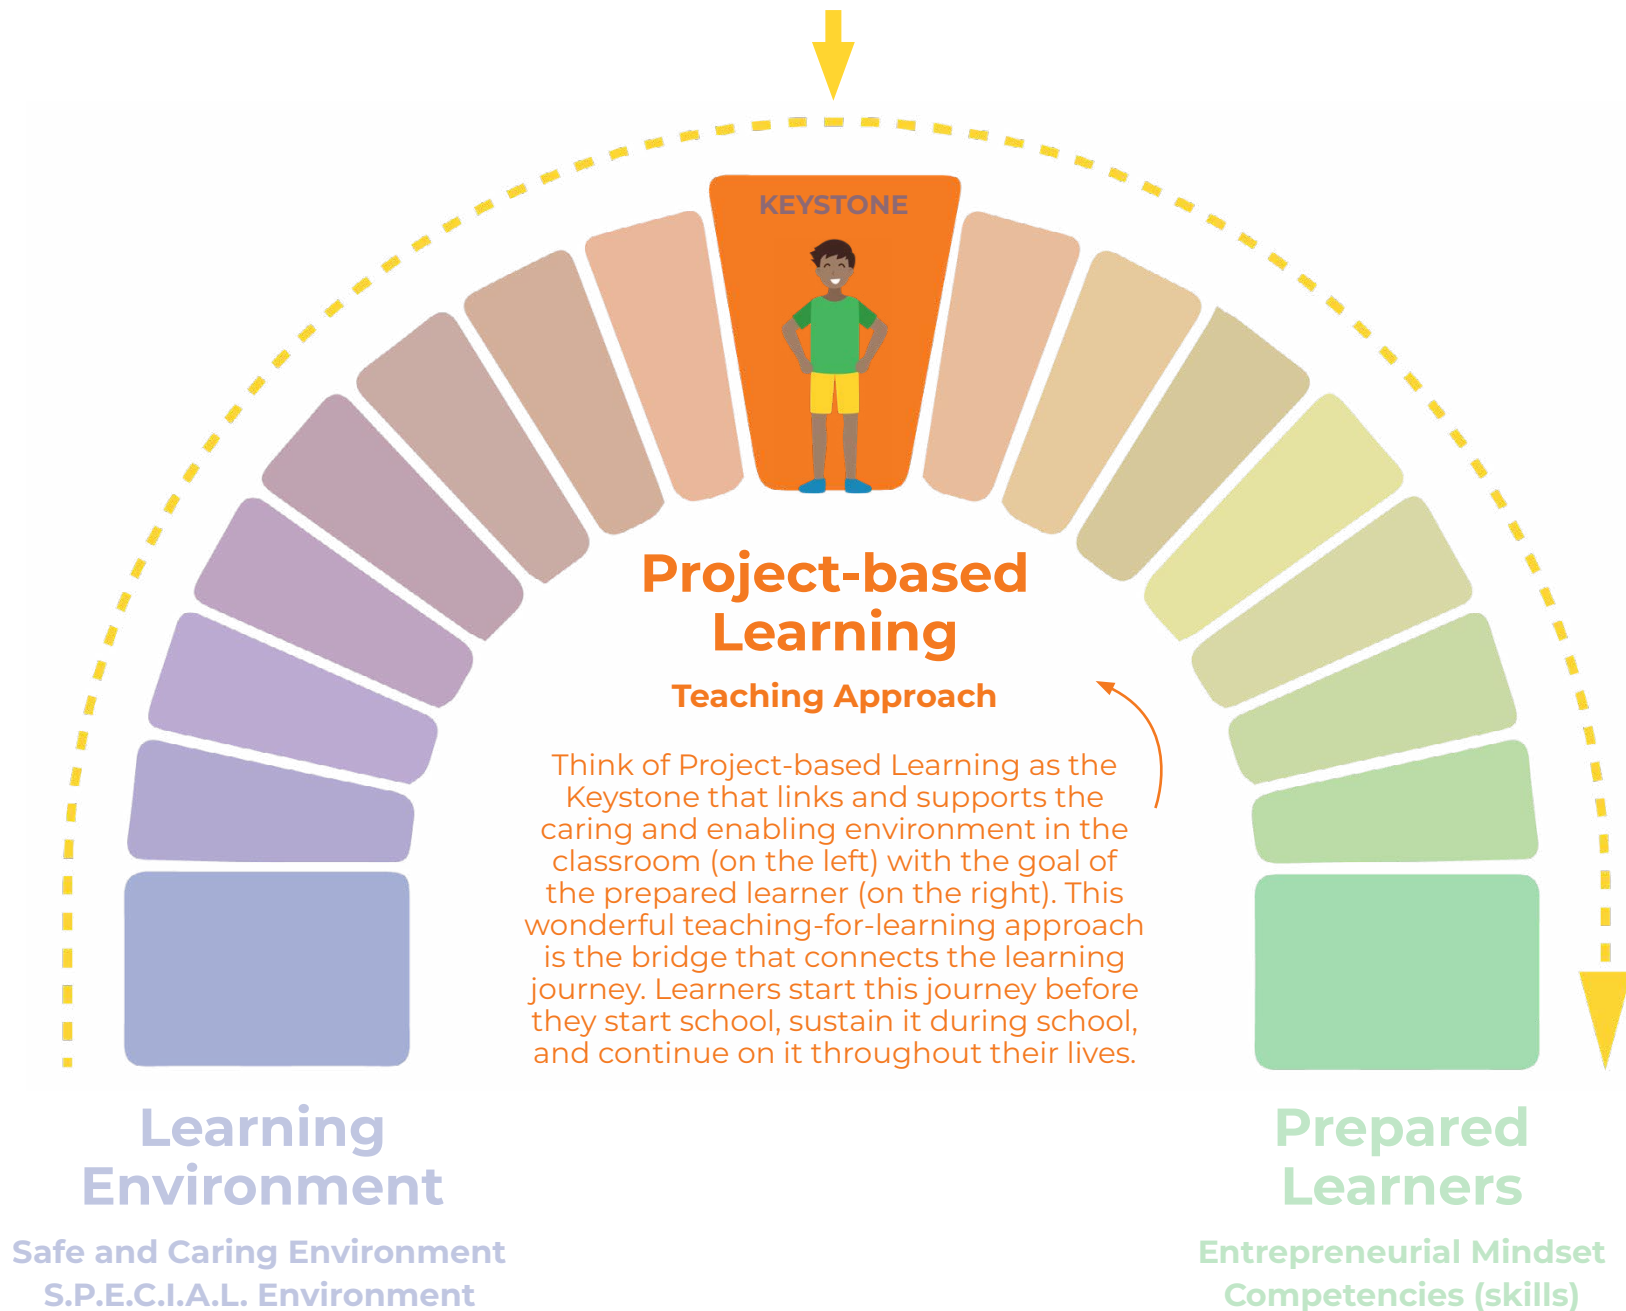 KEYSTONE
Project-based
Learning
Teaching Approach
Think of Project-based Learning as the
Keystone that links and supports the
caring and enabling environment in the
classroom (on the left) with the goal of
the prepared learner (on the right). This
wonderful teaching-for-learning approach
is the bridge that connects the learning
journey. Learners start this journey before
they start school, sustain it during school,
and continue on it throughout their lives.
Learning
Environment
Safe and Caring Environment
S.P.E.C.I.A.L. Environment
Prepared
Learners
Entrepreneurial Mindset
Competencies (skills)